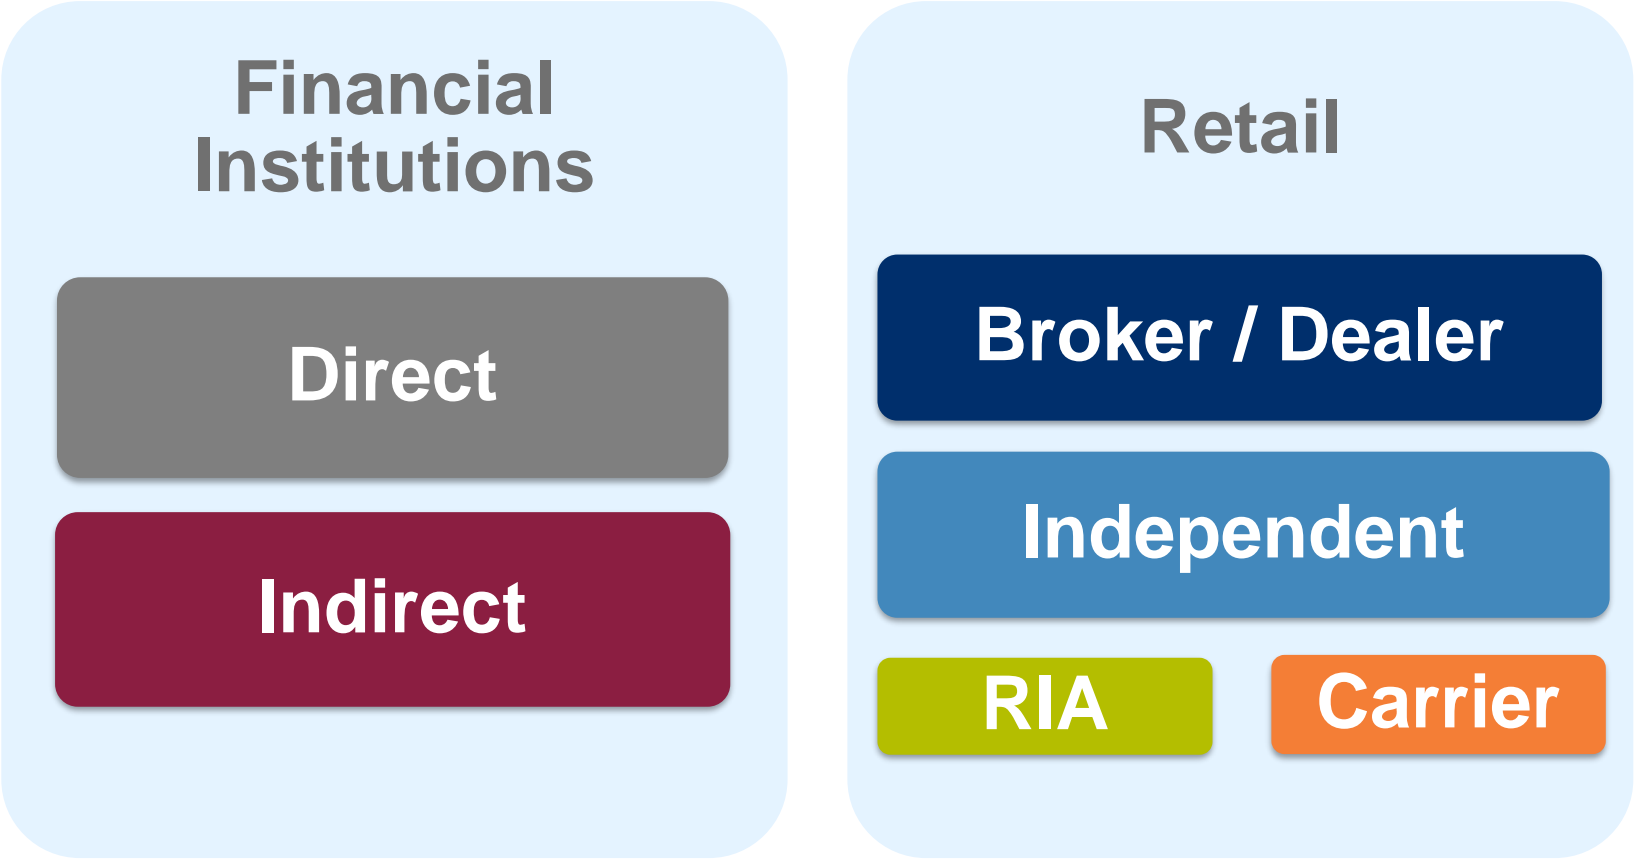 Financial
Institutions
Direct
Indirect
Retail
Broker / Dealer
Independent
RIA
Carrier